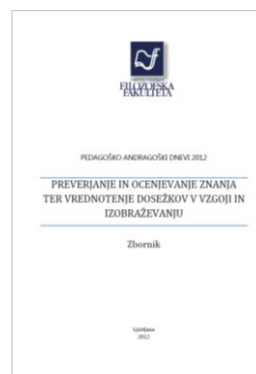 FILOZOFSKA
FAKULTETA
PEDAGOŠKO ANDRAGOŠKI DNEVI 2012
PREVERJANJE IN OCENJEVANJE ZNANJA
TER VREDNOTENJE DOSEŽKOV V VZGOJI IN
IZOBRAŽEVANJU
Zbornik
Ljubljana
2012